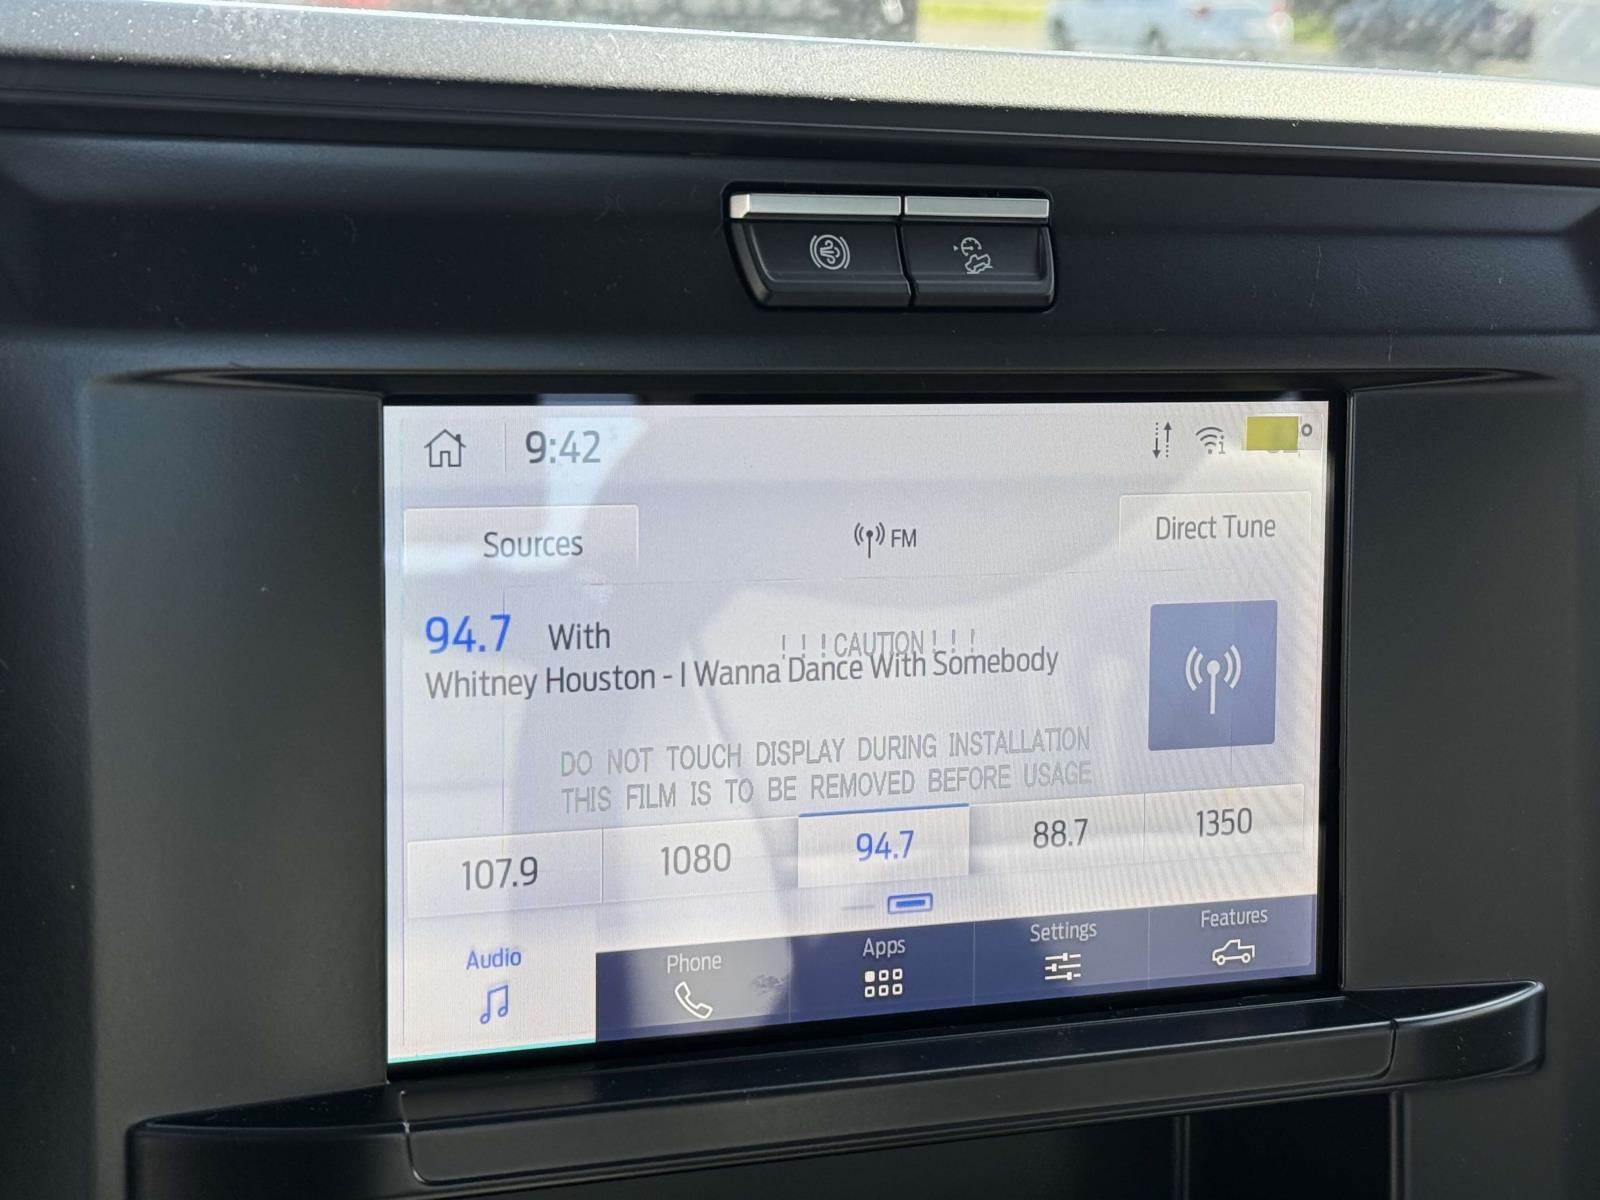 9:42
Sources
FM
Direct Tune
94.7 With
! ! ! CAUTION ! ! !
Whitney Houston - I Wanna Dance With Somebody
DO NOT TOUCH DISPLAY DURING INSTALLATION
THIS FILM IS TO BE REMOVED BEFORE USAGE
107.9 1080 94.7 88.7 1350
Audio Phone Apps Settings Features